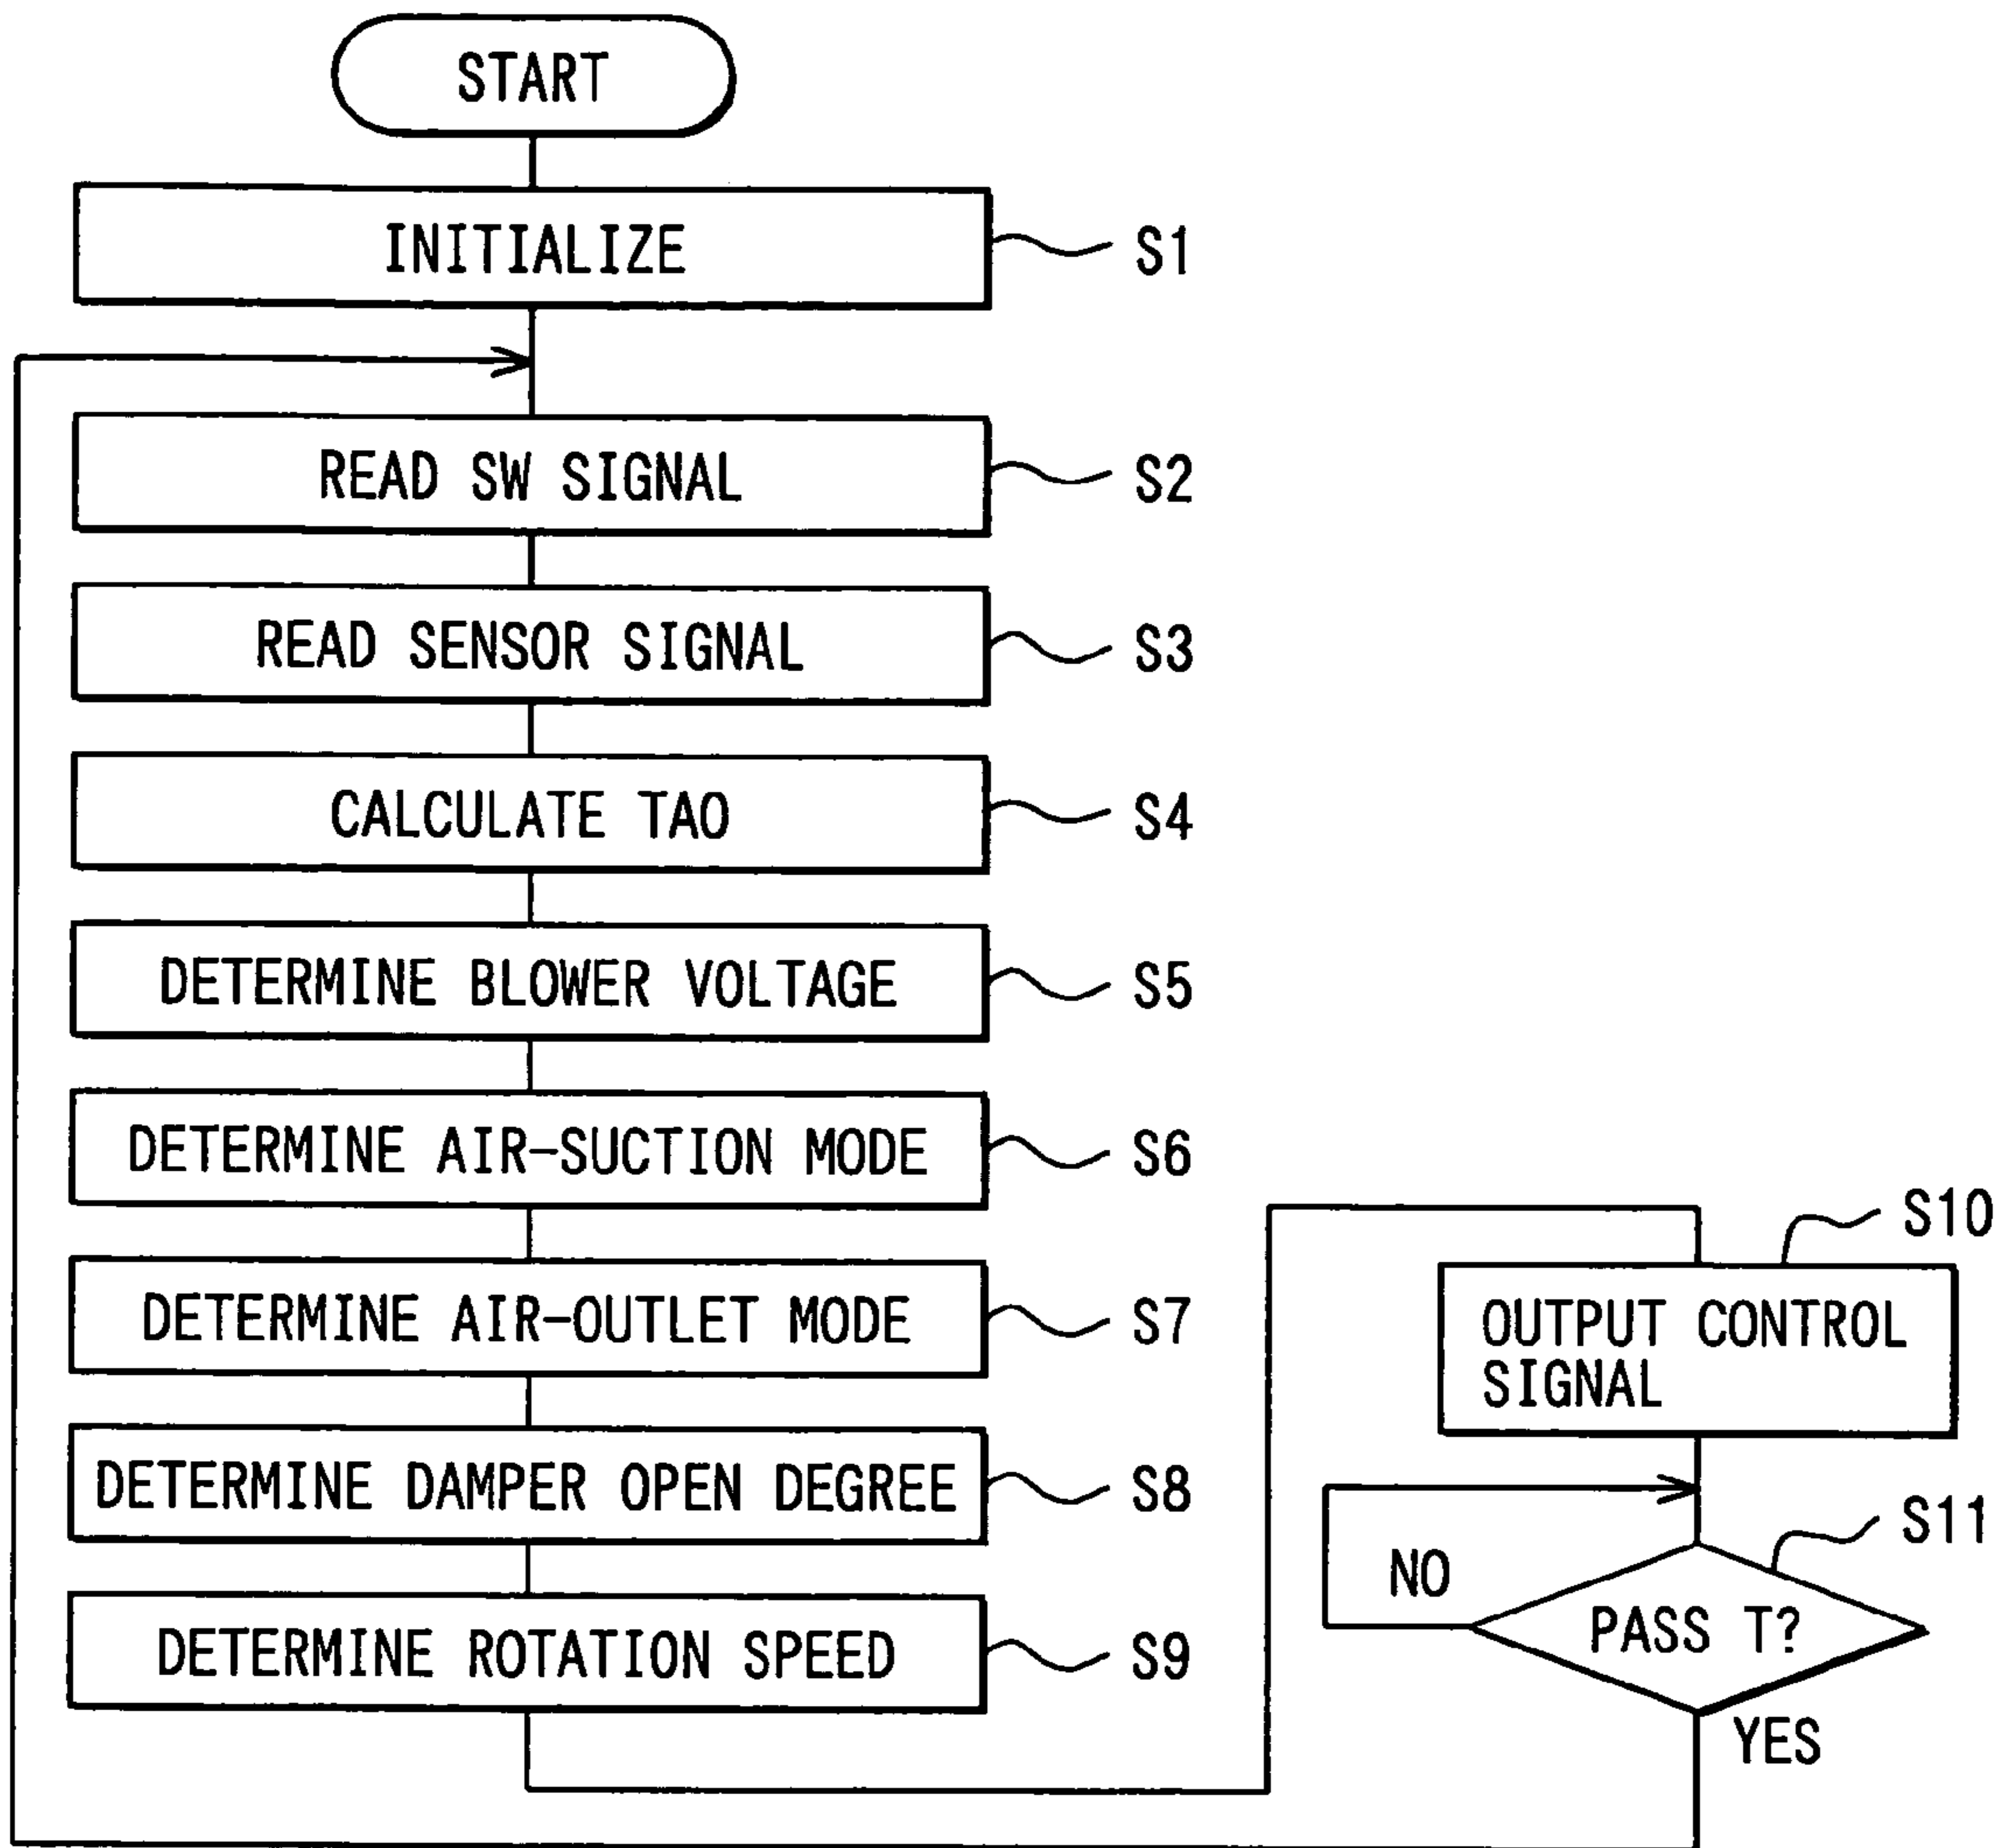 START
INITIALIZE
S1
READ SW SIGNAL
S2
READ SENSOR SIGNAL
S3
CALCULATE TAO
S4
DETERMINE BLOWER VOLTAGE
S5
DETERMINE AIR-SUCTION MODE
S6
DETERMINE AIR-OUTLET MODE
S7
DETERMINE DAMPER OPEN DEGREE
S8
DETERMINE ROTATION SPEED
S9
S10
OUTPUT CONTROL
SIGNAL
S11
NO
PASS T?
YES